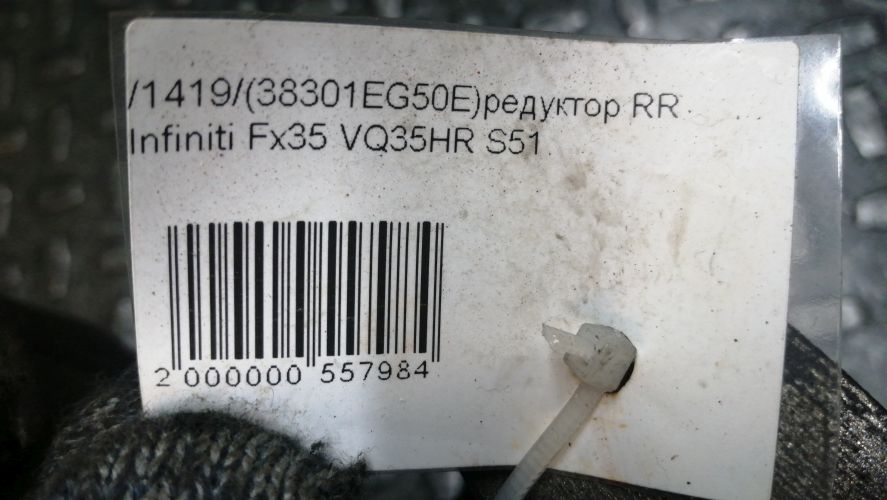 /1419/(38301EG50E)редуктор RR
Infiniti Fx35 VQ35HR S51
2 000000 557984